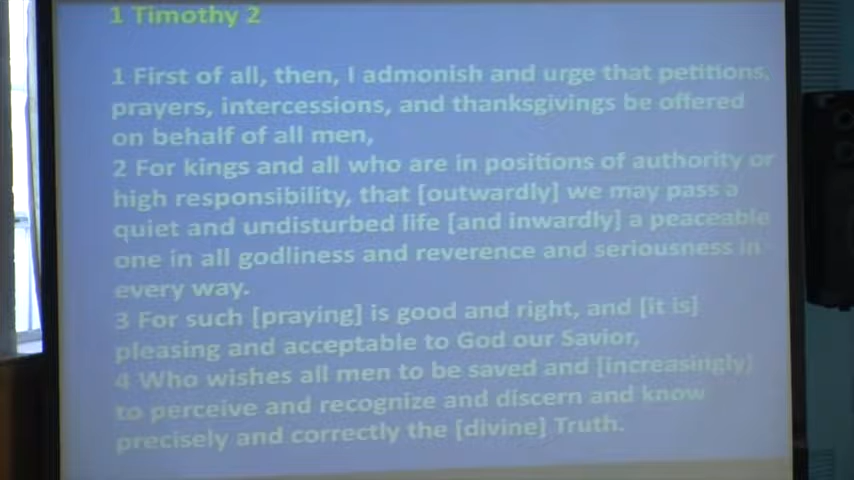 1 Timothy 2
1 First of all, then, I admonish and urge that petitions,
prayers, intercessions, and thanksgivings be offered
on behalf of all men,
2 For kings and all who are in positions of authority or
high responsibility, that [outwardly] we may pass a
quiet and undisturbed life [and inwardly] a peaceable
one in all godliness and reverence and seriousness in
every way.
3 For such [praying] is good and right, and [it is]
pleasing and acceptable to God our Savior,
4 Who wishes all men to be saved and [increasingly]
to perceive and recognize and discern and know
precisely and correctly the [divine] Truth.